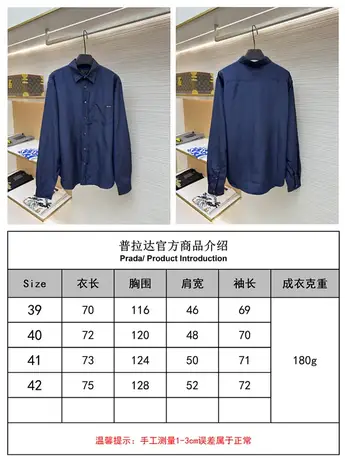 普拉达官方商品介绍
Prada/ Product Introduction
Size 衣长 胸围 肩宽 袖长 成衣克重
39 70 116 46 69
40 72 120 48 70
41 73 124 50 71
42 75 128 52 72
180g
温馨提示：手工测量1-3cm误差属于正常